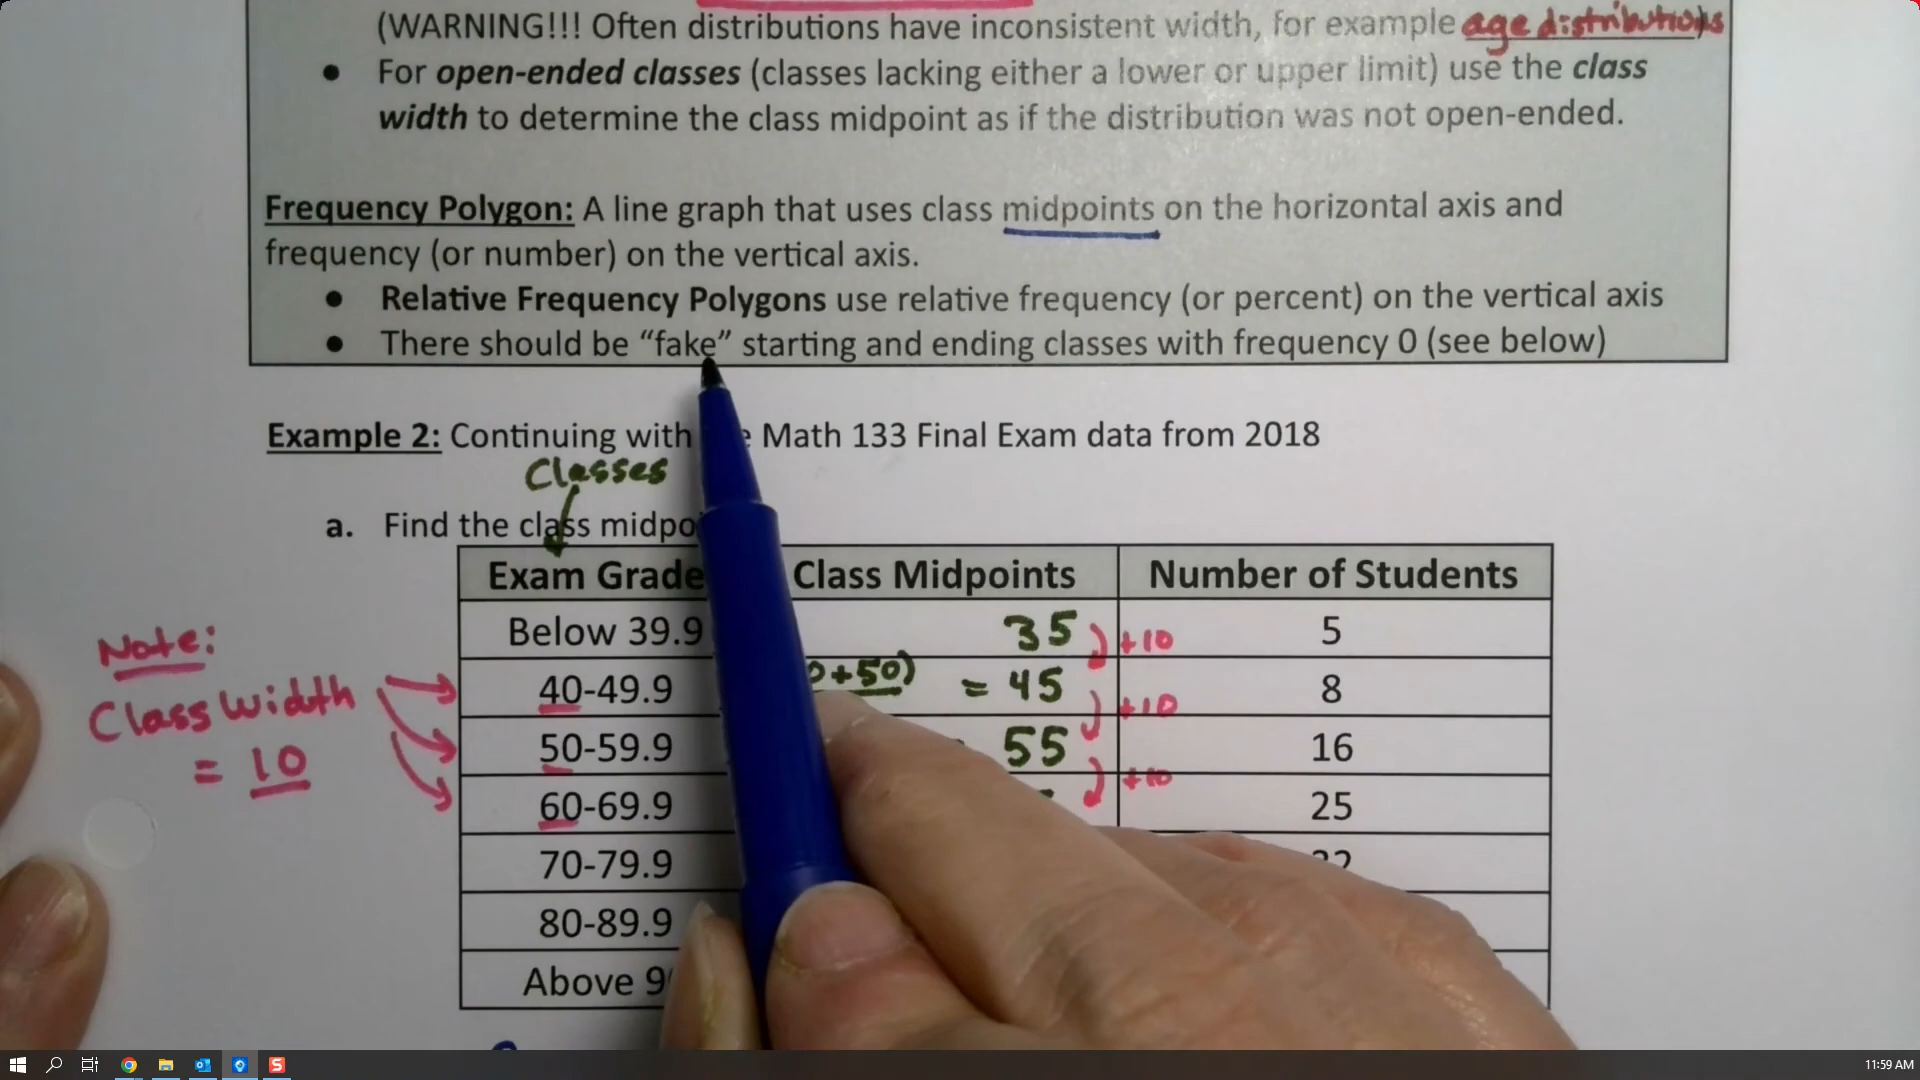 (WARNING!!! Often distributions have inconsistent width, for example age distributions
● For open-ended classes (classes lacking either a lower or upper limit) use the class
width to determine the class midpoint as if the distribution was not open-ended.
Frequency Polygon: A line graph that uses class midpoints on the horizontal axis and
frequency (or number) on the vertical axis.
● Relative Frequency Polygons use relative frequency (or percent) on the vertical axis
● There should be “fake” starting and ending classes with frequency 0 (see below)
Example 2: Continuing with Math 133 Final Exam data from 2018
Classes
a. Find the class
Exam Grade Class Midpoints Number of Students
Below 39.9 35 5
+10
40-49.9 +50) = 45 8
+10
50-59.9 55 16
+10
60-69.9 25
70-79.9
80-89.9
Above
Note:
Class Width
= 10
11:59 AM